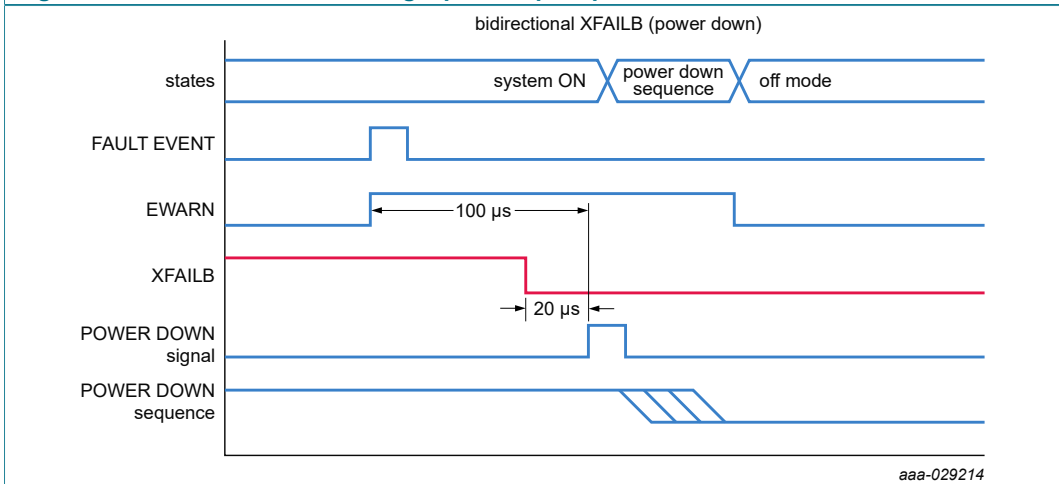 bidirectional XFAILB (power down)
states
system ON
power down
sequence
off mode
FAULT EVENT
EWARN
100 µs
XFAILB
20 µs
POWER DOWN
signal
POWER DOWN
sequence
aaa-029214